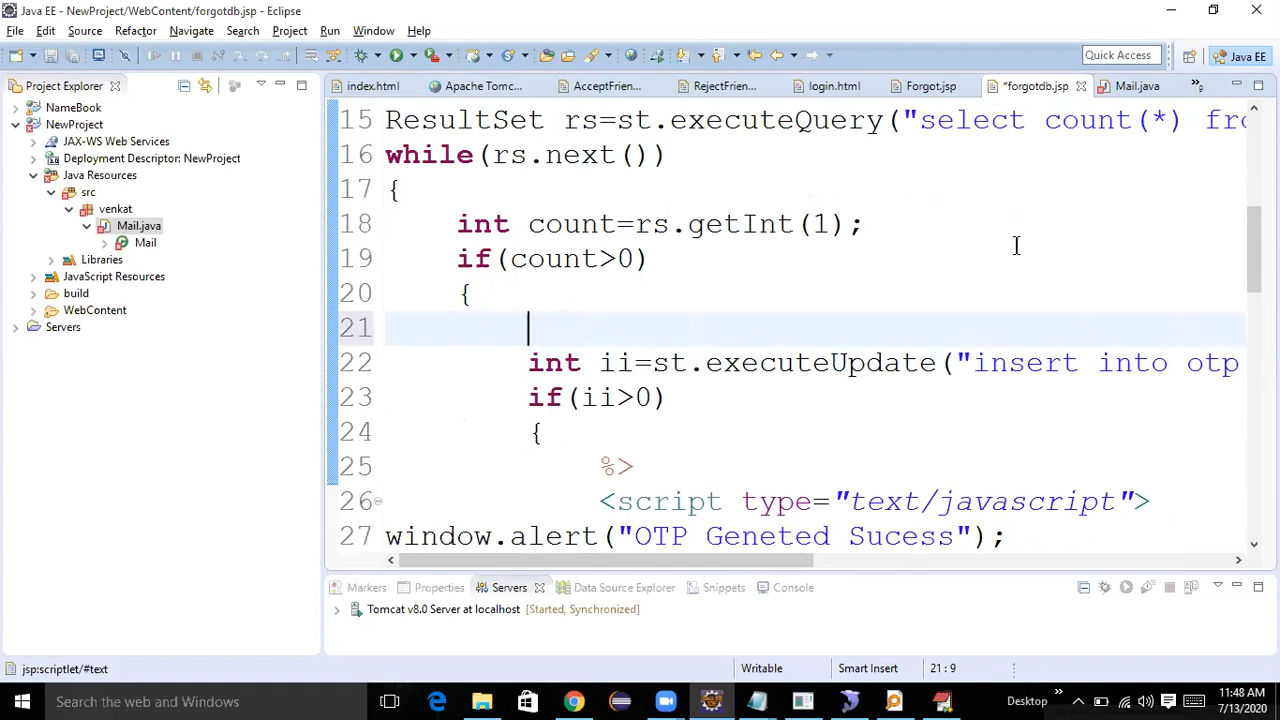 Java EE - NewProject/WebContent/forgotdb.jsp - Eclipse
File Edit Source Refactor Navigate Search Project Run Window Help
Quick Access
Java EE
Project Explorer
index.html
Apache Tomc...
AcceptFrien...
RejectFrien...
login.html
Forgot.jsp
*forgotdb.jsp
Mail.java
NameBook
NewProject
JAX-WS Web Services
Deployment Descriptor: NewProject
Java Resources
src
venkat
Mail.java
Mail
Libraries
JavaScript Resources
build
WebContent
Servers
15 ResultSet rs=st.executeQuery("select count(*) fro
16 while(rs.next())
17 {
18 int count=rs.getInt(1);
19 if(count>0)
20 {
21
22 int ii=st.executeUpdate("insert into otp
23 if(ii>0)
24 {
25 %>
26 <script type="text/javascript">
27 window.alert("OTP Geneted Sucess");
Markers
Properties
Servers
Data Source Explorer
Snippets
Console
Tomcat v8.0 Server at localhost [Started, Synchronized]
jsp:scriptlet/#text
Writable
Smart Insert
21 : 9
Search the web and Windows
Desktop
11:48 AM
7/13/2020